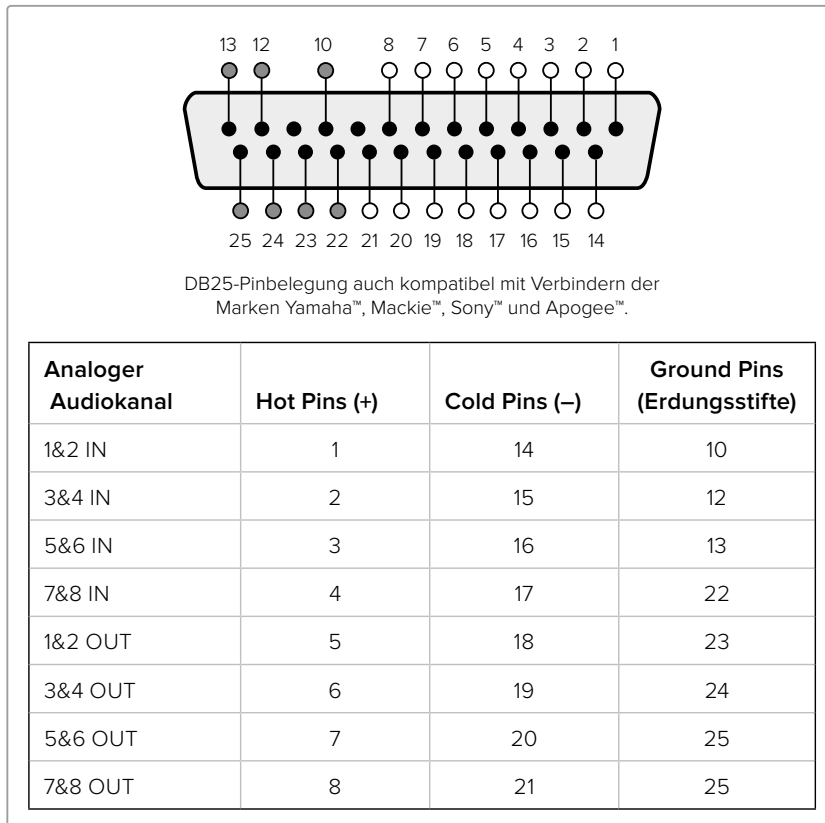 13 12 10 8 7 6 5 4 3 2 1
25 24 23 22 21 20 19 18 17 16 15 14
DB25-Pinbelegung auch kompatibel mit Verbindern der
Marken Yamaha™, Mackie™, Sony™ und Apogee™.
Analoger
Audiokanal
Hot Pins (+)
Cold Pins (–)
Ground Pins
(Erdungsstifte)
1&2 IN 1 14 10
3&4 IN 2 15 12
5&6 IN 3 16 13
7&8 IN 4 17 22
1&2 OUT 5 18 23
3&4 OUT 6 19 24
5&6 OUT 7 20 25
7&8 OUT 8 21 25